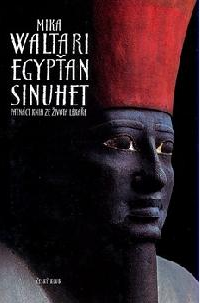 MIKA
WALTARI
EGYPŤAN
SINUHET
PATNÁCT KNIH ZE ŽIVOTA LÉKAŘE